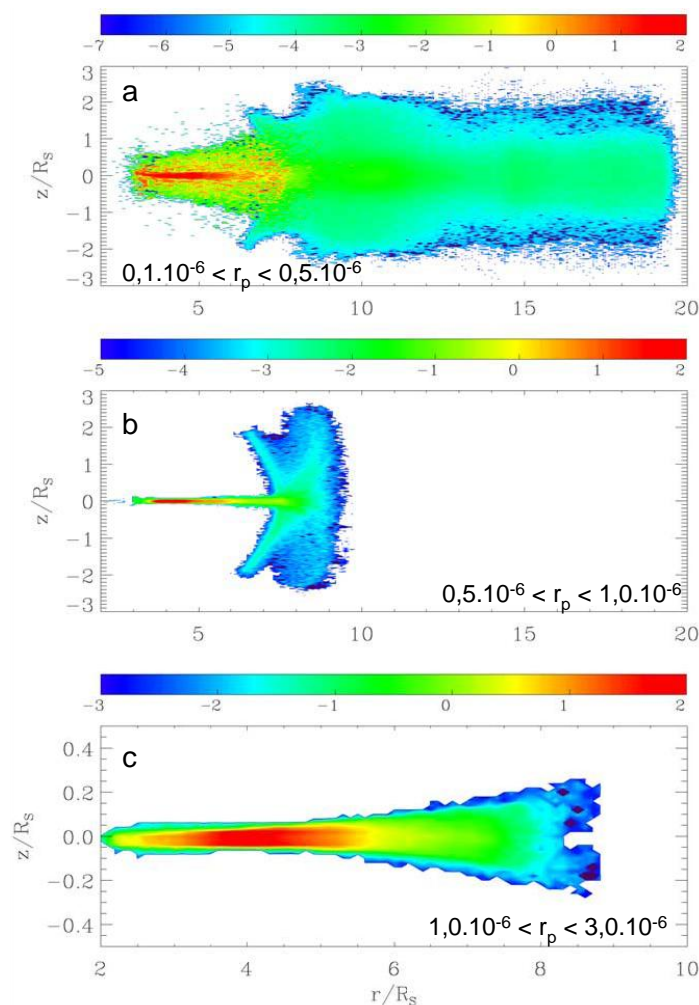 -7 -6 -5 -4 -3 -2 -1 0 1 2
a
z/R_s
3
2
1
0
-1
-2
-3
0,1.10⁻⁶ < r_p < 0,5.10⁻⁶
5 10 15 20
-5 -4 -3 -2 -1 0 1 2
b
z/R_s
3
2
1
0
-1
-2
-3
0,5.10⁻⁶ < r_p < 1,0.10⁻⁶
5 10 15 20
-3 -2 -1 0 1 2
c
z/R_s
0.4
0.2
0.0
-0.2
-0.4
1,0.10⁻⁶ < r_p < 3,0.10⁻⁶
2 4 6 8 10
r/R_s